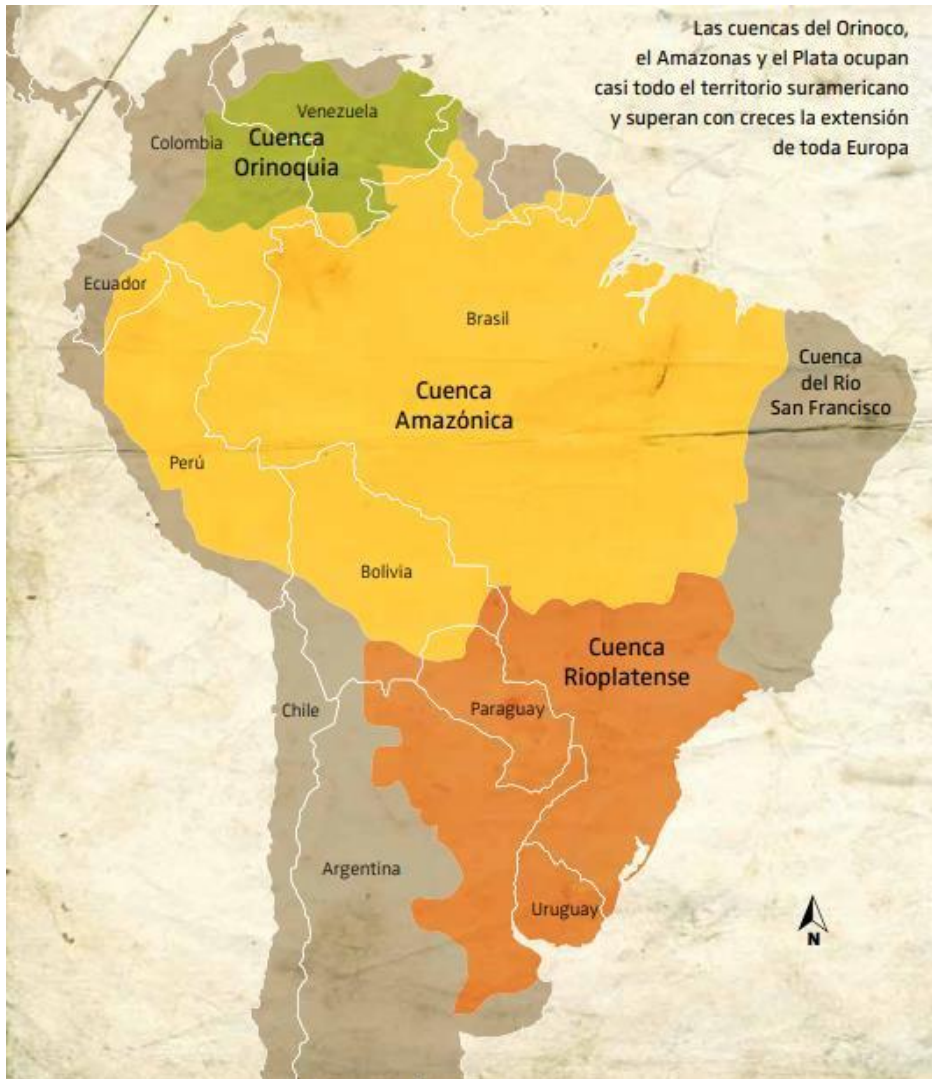 Las cuencas del Orinoco,
el Amazonas y el Plata ocupan
casi todo el territorio suramericano
y superan con creces la extensión
de toda Europa
Venezuela
Colombia
Cuenca
Orinoquia
Ecuador
Brasil
Cuenca
del Río
San Francisco
Cuenca
Amazónica
Perú
Bolivia
Cuenca
Rioplatense
Chile
Paraguay
Argentina
Uruguay
N